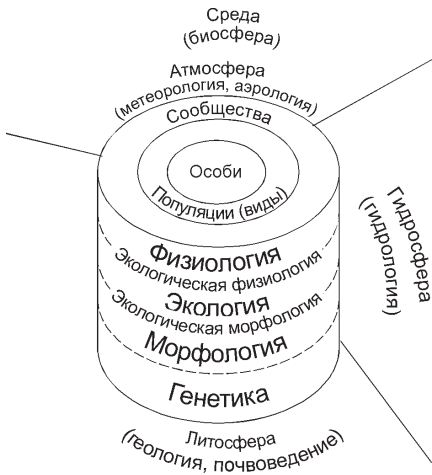 Среда
(биосфера)
Атмосфера
(метеорология, аэрология)
Сообщества
Особи
Популяции (виды)
Физиология
Экологическая физиология
Экология
Экологическая морфология
Морфология
Генетика
Гидросфера
(гидрология)
Литосфера
(геология, почвоведение)